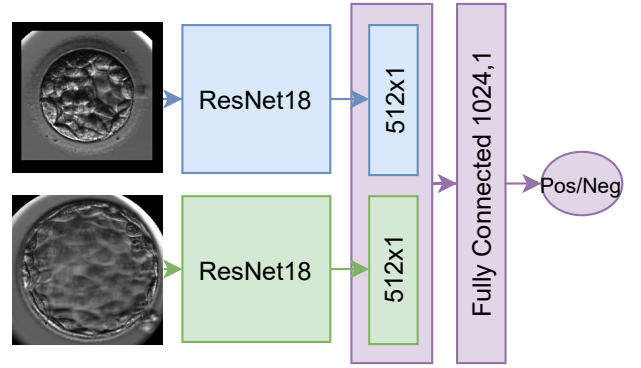 ResNet18
512x1
Fully Connected 1024,1
Pos/Neg
ResNet18
512x1